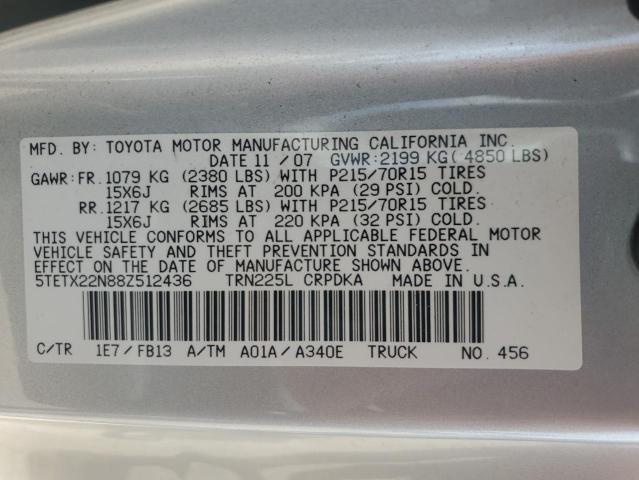 MFD. BY: TOYOTA MOTOR MANUFACTURING CALIFORNIA INC.
DATE 11 / 07 GVWR: 2199 KG ( 4850 LBS)
GAWR: FR. 1079 KG (2380 LBS) WITH P215/70R15 TIRES
15X6J RIMS AT 200 KPA (29 PSI) COLD.
RR. 1217 KG (2685 LBS) WITH P215/70R15 TIRES
15X6J RIMS AT 220 KPA (32 PSI) COLD.
THIS VEHICLE CONFORMS TO ALL APPLICABLE FEDERAL MOTOR
VEHICLE SAFETY AND THEFT PREVENTION STANDARDS IN
EFFECT ON THE DATE OF MANUFACTURE SHOWN ABOVE.
5TETX22N88Z512436 TRN225L CRPDKA MADE IN U.S.A.
C/TR 1E7 / FB13 A/TM A01A / A340E TRUCK NO. 456